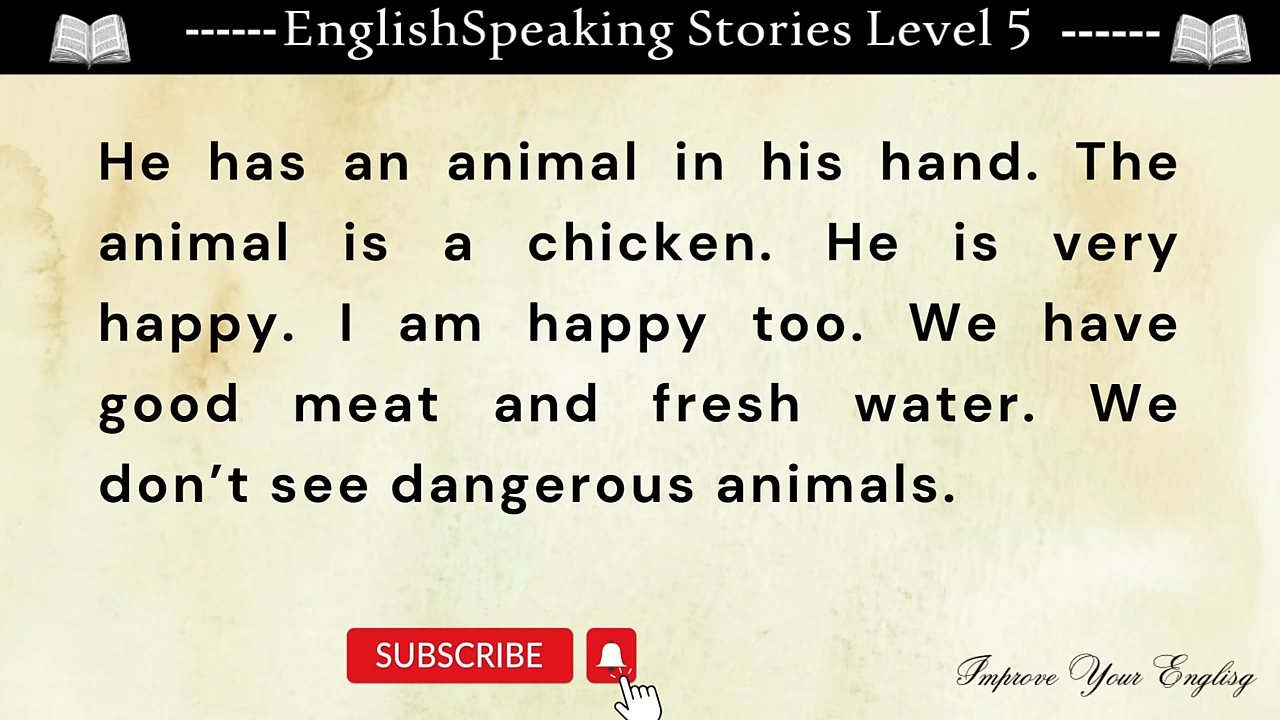 ------EnglishSpeaking Stories Level 5 ------
He has an animal in his hand. The
animal is a chicken. He is very
happy. I am happy too. We have
good meat and fresh water. We
don’t see dangerous animals.
SUBSCRIBE
Improve Your Englisg